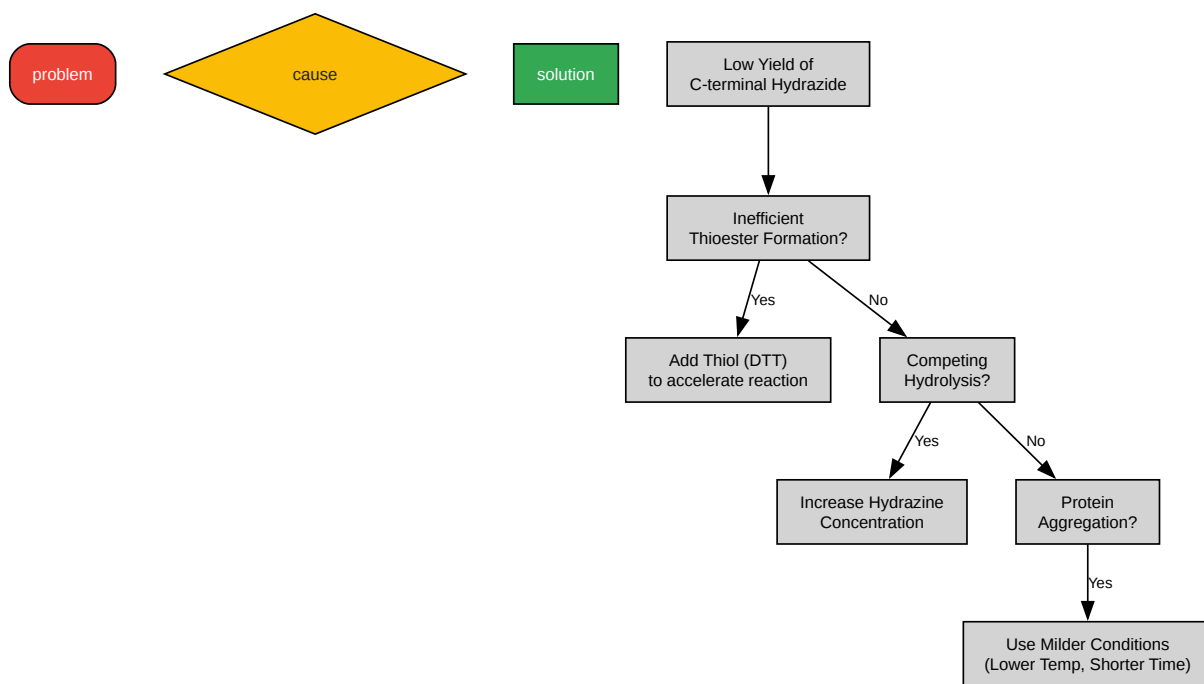 problem
cause
solution
Low Yield of
C-terminal Hydrazide
Inefficient
Thioester Formation?
Yes
No
Add Thiol (DTT)
to accelerate reaction
Competing
Hydrolysis?
Yes
No
Increase Hydrazine
Concentration
Protein
Aggregation?
Yes
Use Milder Conditions
(Lower Temp, Shorter Time)